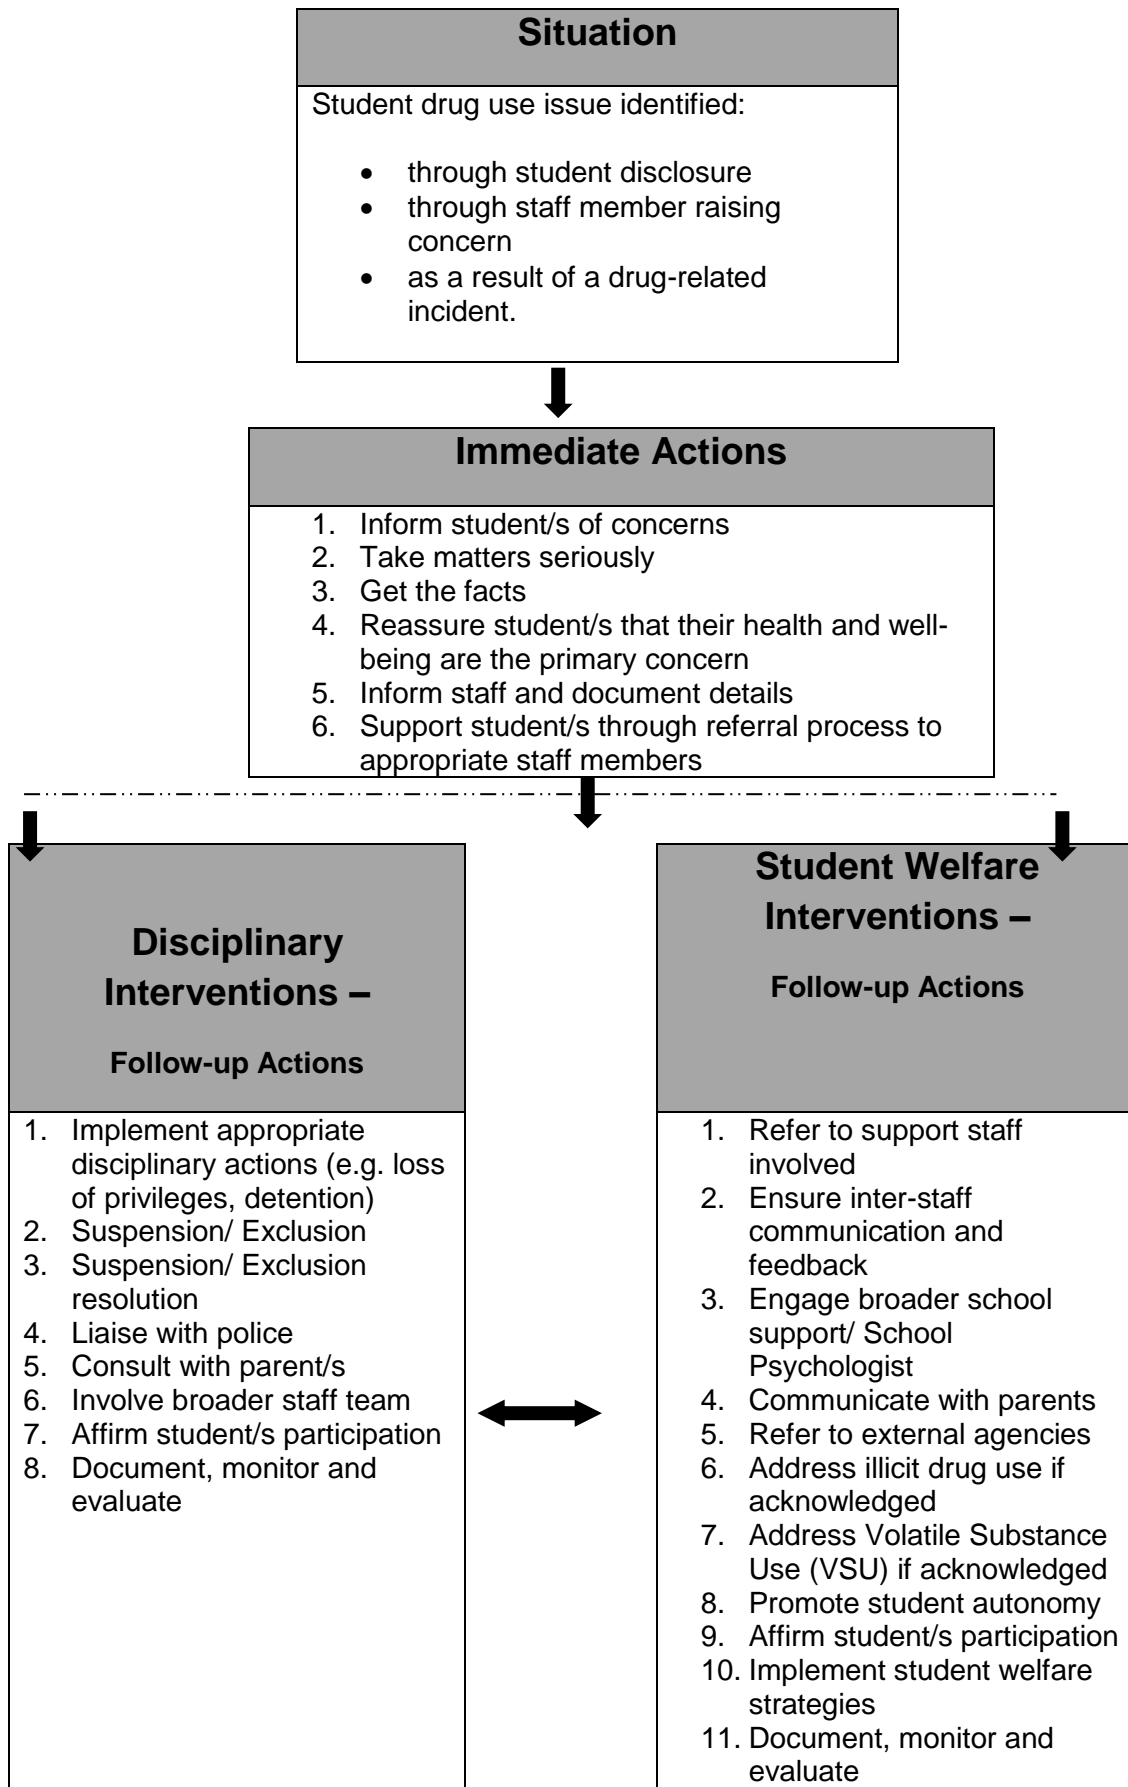 Situation
Student drug use issue identified:
• through student disclosure
• through staff member raising
concern
• as a result of a drug-related
incident.
Immediate Actions
1. Inform student/s of concerns
2. Take matters seriously
3. Get the facts
4. Reassure student/s that their health and well-
being are the primary concern
5. Inform staff and document details
6. Support student/s through referral process to
appropriate staff members
Disciplinary
Interventions –
Follow-up Actions
1. Implement appropriate
disciplinary actions (e.g. loss
of privileges, detention)
2. Suspension/ Exclusion
3. Suspension/ Exclusion
resolution
4. Liaise with police
5. Consult with parent/s
6. Involve broader staff team
7. Affirm student/s participation
8. Document, monitor and
evaluate
Student Welfare
Interventions –
Follow-up Actions
1. Refer to support staff
involved
2. Ensure inter-staff
communication and
feedback
3. Engage broader school
support/ School
Psychologist
4. Communicate with parents
5. Refer to external agencies
6. Address illicit drug use if
acknowledged
7. Address Volatile Substance
Use (VSU) if acknowledged
8. Promote student autonomy
9. Affirm student/s participation
10. Implement student welfare
strategies
11. Document, monitor and
evaluate